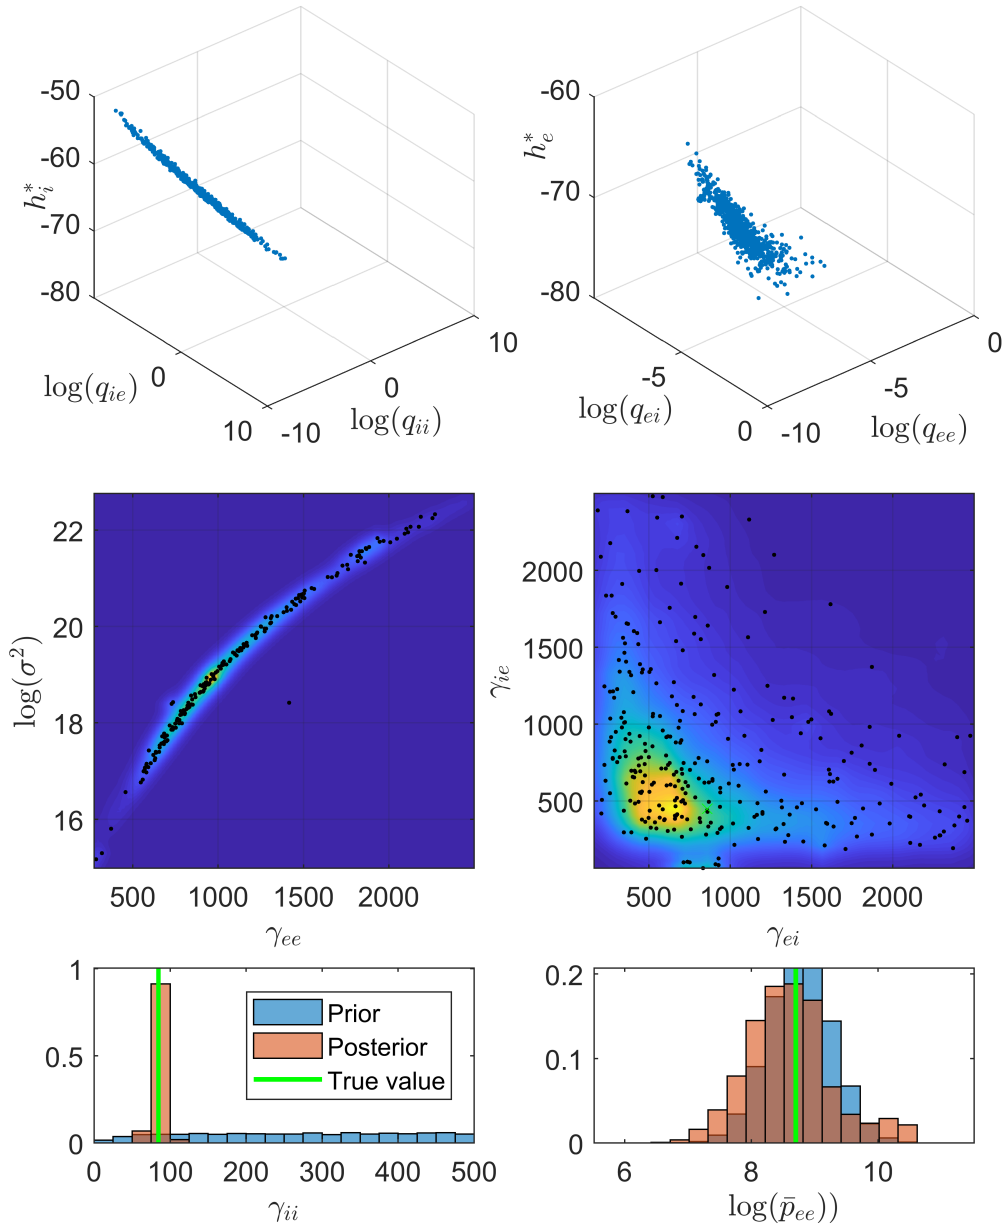 -50
-60
-70
-80
h*_i
0
10
log(q_ie)
-10
0
10
log(q_ii)
-60
-70
-80
h*_e
-5
0
log(q_ei)
-10
-5
0
log(q_ee)
22
20
18
16
log(σ²)
500 1000 1500 2000
γ_ee
2000
1500
1000
500
γ_ie
500 1000 1500 2000
γ_ei
1
0.5
0
Prior
Posterior
True value
0 100 200 300 400 500
γ_ii
0.2
0.1
0
6 8 10
log(p̄_ee))